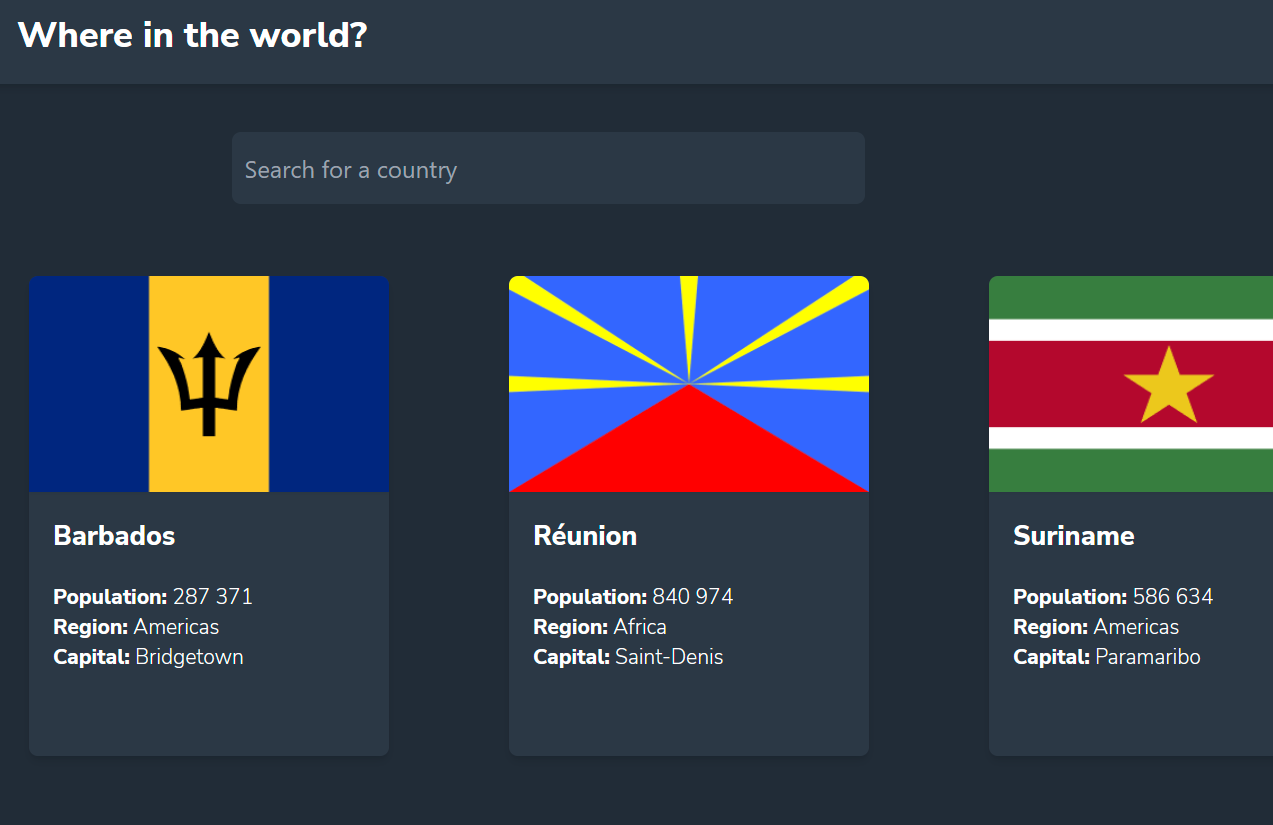 Where in the world?
Search for a country
Barbados
Population: 287 371
Region: Americas
Capital: Bridgetown
Réunion
Population: 840 974
Region: Africa
Capital: Saint-Denis
Suriname
Population: 586 634
Region: Americas
Capital: Paramaribo